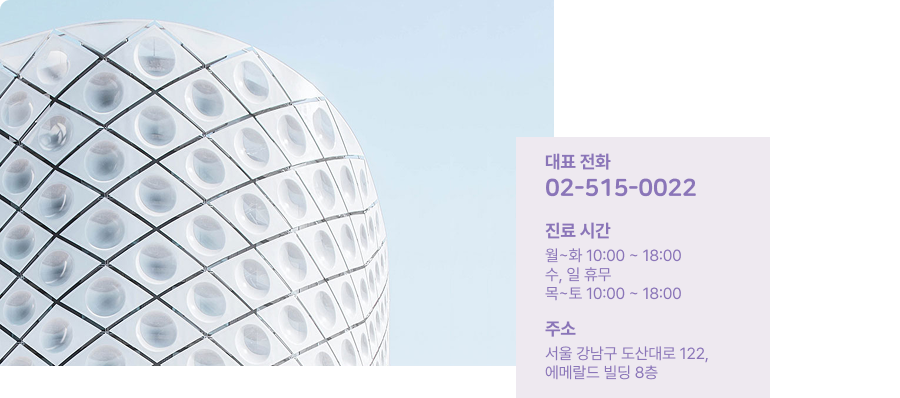 대표 전화
02-515-0022
진료 시간
월~화 10:00 ~ 18:00
수, 일 휴무
목~토 10:00 ~ 18:00
주소
서울 강남구 도산대로 122,
에메랄드 빌딩 8층